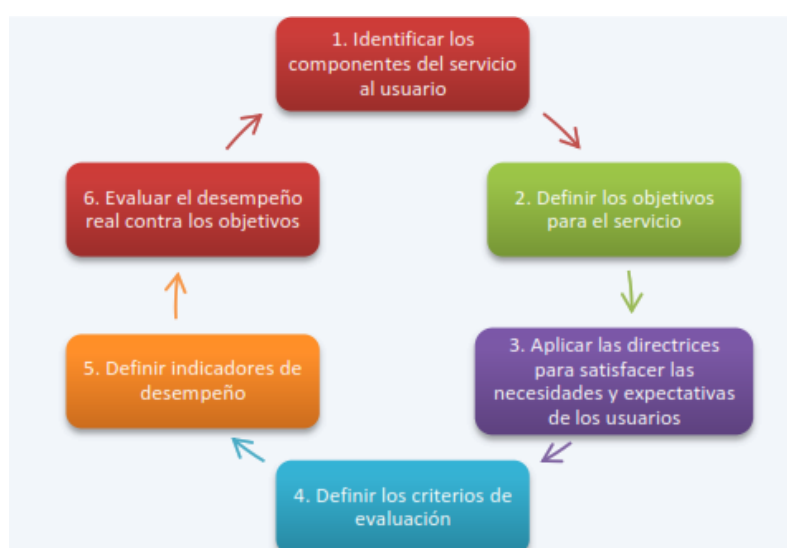 1. Identificar los
componentes del servicio
al usuario
2. Definir los objetivos
para el servicio
3. Aplicar las directrices
para satisfacer las
necesidades y expectativas
de los usuarios
4. Definir los criterios de
evaluación
5. Definir indicadores de
desempeño
6. Evaluar el desempeño
real contra los objetivos